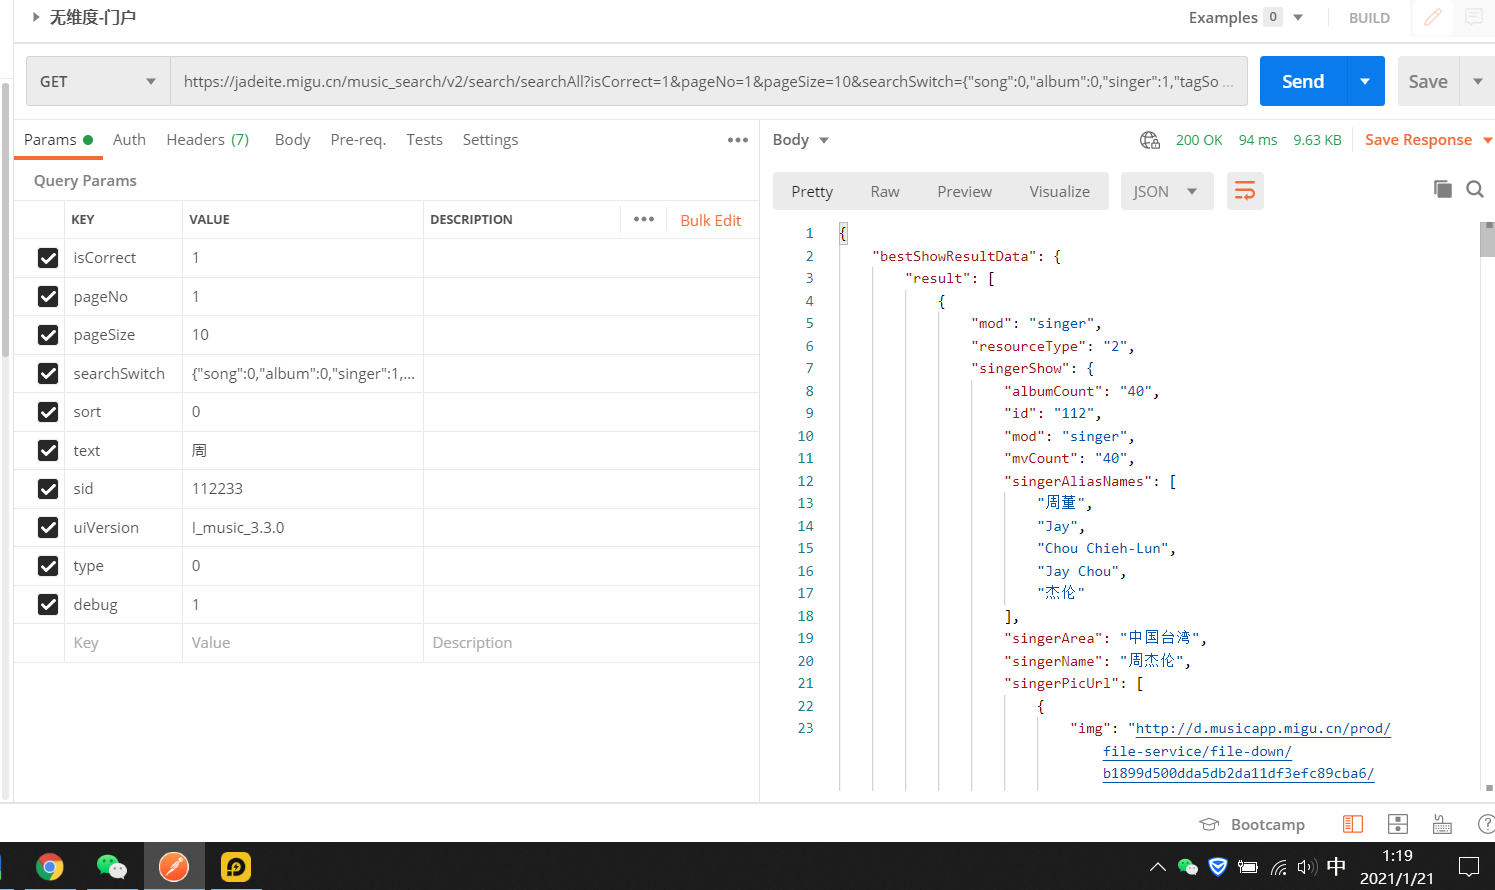 无维度-门户
Examples 0
BUILD
GET
https://jadeite.migu.cn/music_search/v2/search/searchAll?isCorrect=1&pageNo=1&pageSize=10&searchSwitch={"song":0,"album":0,"singer":1,"tagSo ...
Send
Save
Params
Auth
Headers (7)
Body
Pre-req.
Tests
Settings
Query Params
KEY VALUE DESCRIPTION Bulk Edit
isCorrect 1
pageNo 1
pageSize 10
searchSwitch {"song":0,"album":0,"singer":1,...
sort 0
text 周
sid 112233
uiVersion I_music_3.3.0
type 0
debug 1
Key Value Description
Body
200 OK 94 ms 9.63 KB Save Response
Pretty Raw Preview Visualize JSON
1 {
2 "bestShowResultData": {
3 "result": [
4 {
5 "mod": "singer",
6 "resourceType": "2",
7 "singerShow": {
8 "albumCount": "40",
9 "id": "112",
10 "mod": "singer",
11 "mvCount": "40",
12 "singerAliasNames": [
13 "周董",
14 "Jay",
15 "Chou Chieh-Lun",
16 "Jay Chou",
17 "杰伦"
18 ],
19 "singerArea": "中国台湾",
20 "singerName": "周杰伦",
21 "singerPicUrl": [
22 {
23 "img": "http://d.musicapp.migu.cn/prod/
file-service/file-down/
b1899d500dda5db2da11df3efc89cba6/
Bootcamp
中
1:19
2021/1/21